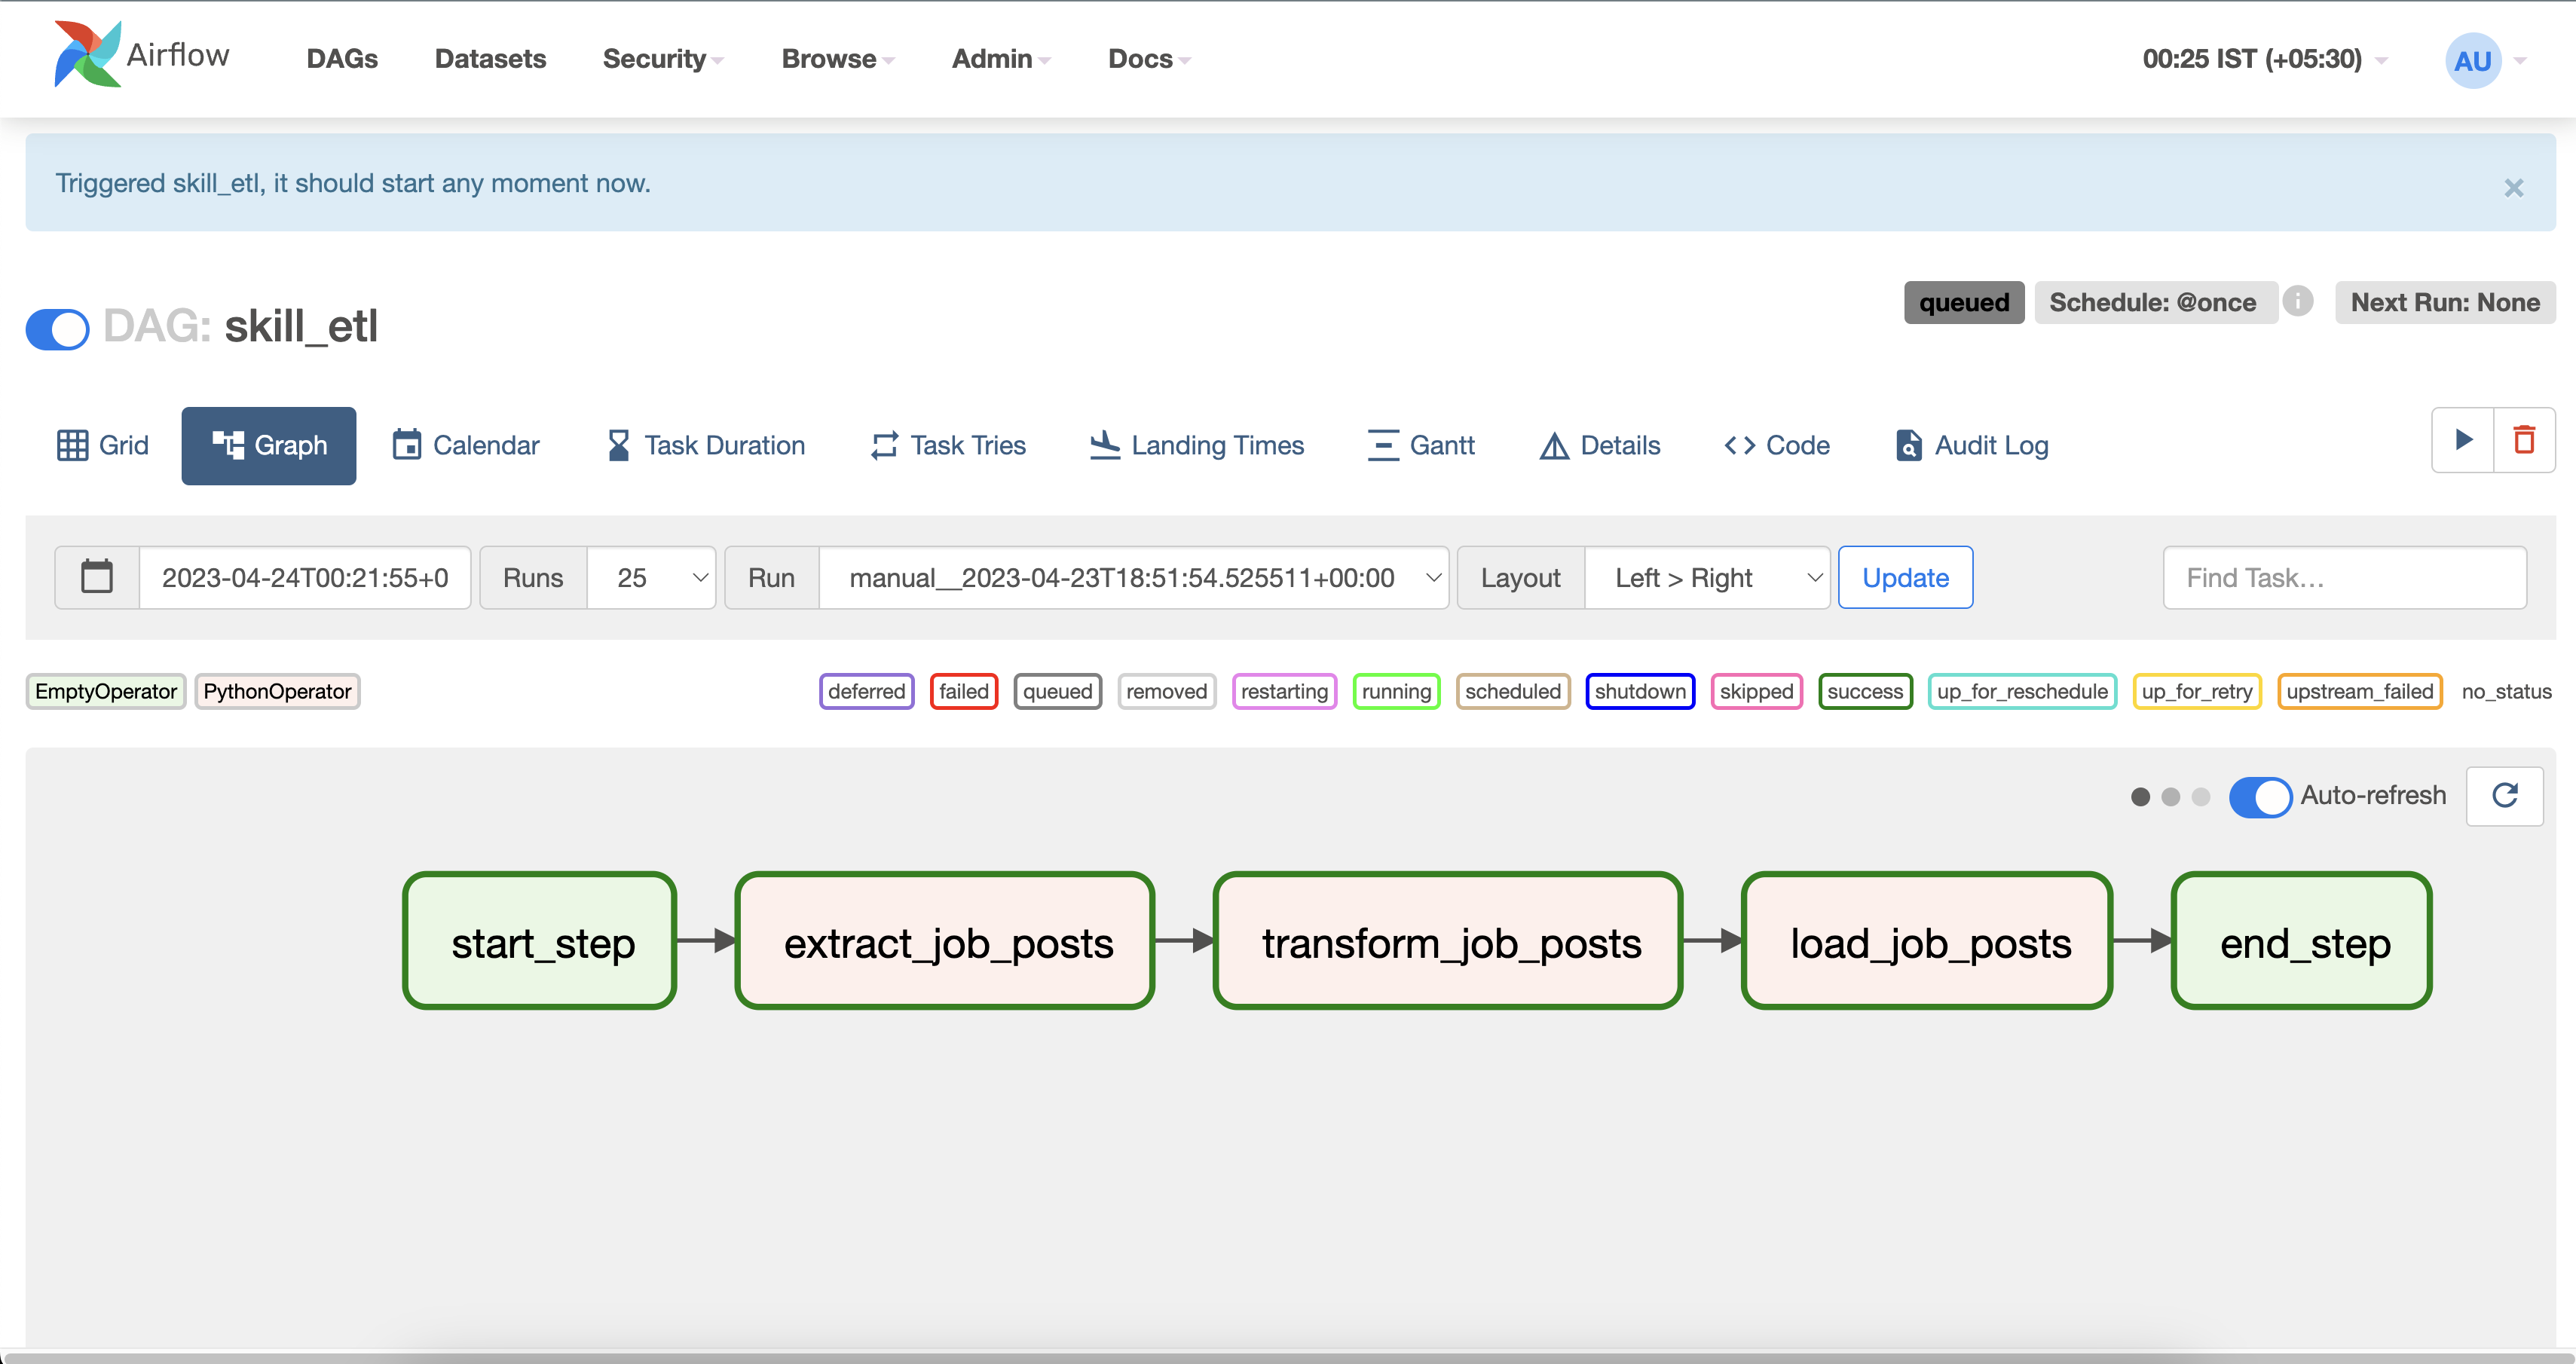 Airflow DAGs Datasets Security Browse Admin Docs 00:25 IST (+05:30) AU
Triggered skill_etl, it should start any moment now. ×
queued Schedule: @once i Next Run: None
DAG: skill_etl
Grid Graph Calendar Task Duration Task Tries Landing Times Gantt Details Code Audit Log
2023-04-24T00:21:55+0 Runs 25 Run manual__2023-04-23T18:51:54.525511+00:00 Layout Left > Right Update Find Task...
EmptyOperator PythonOperator deferred failed queued removed restarting running scheduled shutdown skipped success up_for_reschedule up_for_retry upstream_failed no_status
Auto-refresh
start_step extract_job_posts transform_job_posts load_job_posts end_step